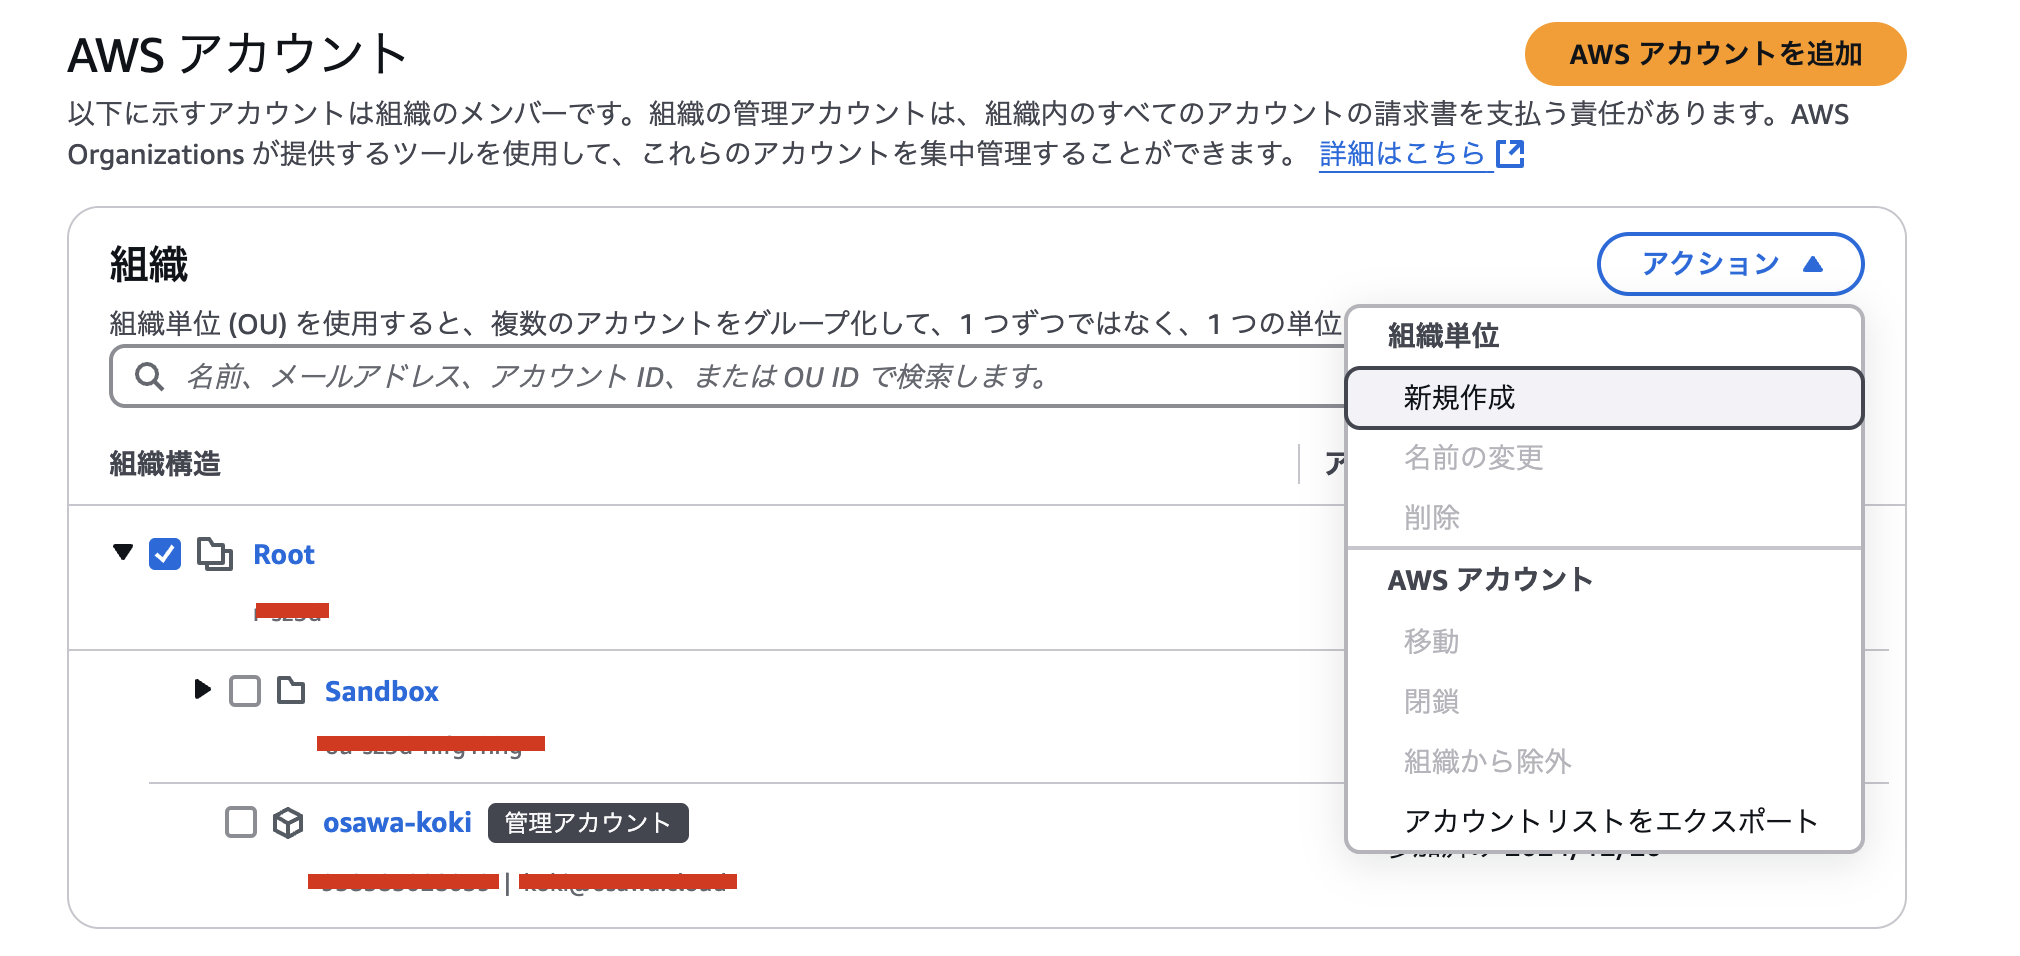 AWS アカウント
AWS アカウントを追加
以下に示すアカウントは組織のメンバーです。組織の管理アカウントは、組織内のすべてのアカウントの請求書を支払う責任があります。AWS
Organizations が提供するツールを使用して、これらのアカウントを集中管理することができます。 詳細はこちら
組織
アクション
組織単位 (OU) を使用すると、複数のアカウントをグループ化して、1 つずつではなく、1 つの単位
名前、メールアドレス、アカウント ID、または OU ID で検索します。
組織構造
ア
Root
Sandbox
osawa-koki 管理アカウント
|
組織単位
新規作成
名前の変更
削除
AWS アカウント
移動
閉鎖
組織から除外
アカウントリストをエクスポート